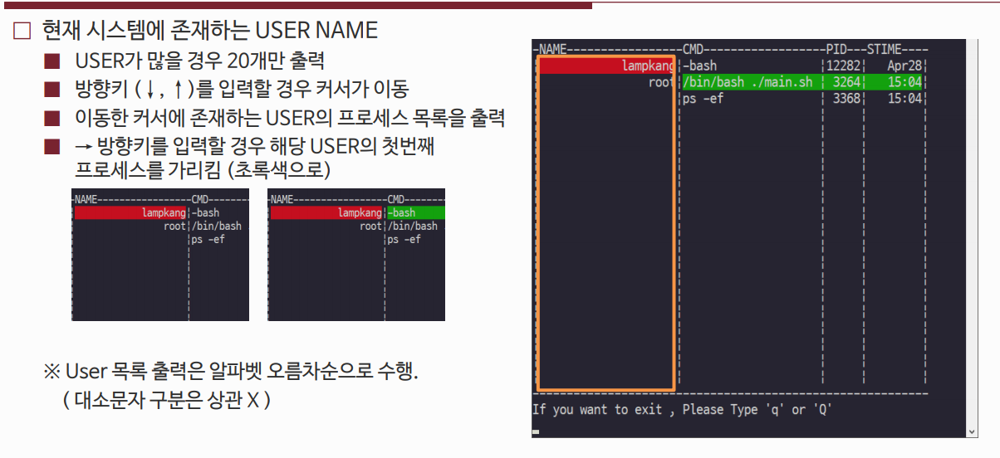 □ 현재 시스템에 존재하는 USER NAME
■ USER가 많을 경우 20개만 출력
■ 방향키 (↓, ↑)를 입력할 경우 커서가 이동
■ 이동한 커서에 존재하는 USER의 프로세스 목록을 출력
■ → 방향키를 입력할 경우 해당 USER의 첫번째
프로세스를 가리킴 (초록색으로)
-NAME-----------------CMD-------
lampkang¦-bash
root¦/bin/bash
¦ps -ef
-NAME-----------------CMD-------
lampkang¦-bash
root¦/bin/bash
¦ps -ef
※ User 목록 출력은 알파벳 오름차순으로 수행.
( 대소문자 구분은 상관 X )
-NAME-----------------CMD------------------PID---STIME----
lampkang¦-bash ¦12282¦ Apr28¦
root¦/bin/bash ./main.sh ¦ 3264¦ 15:04¦
¦ps -ef ¦ 3368¦ 15:04¦
If you want to exit , Please Type 'q' or 'Q'